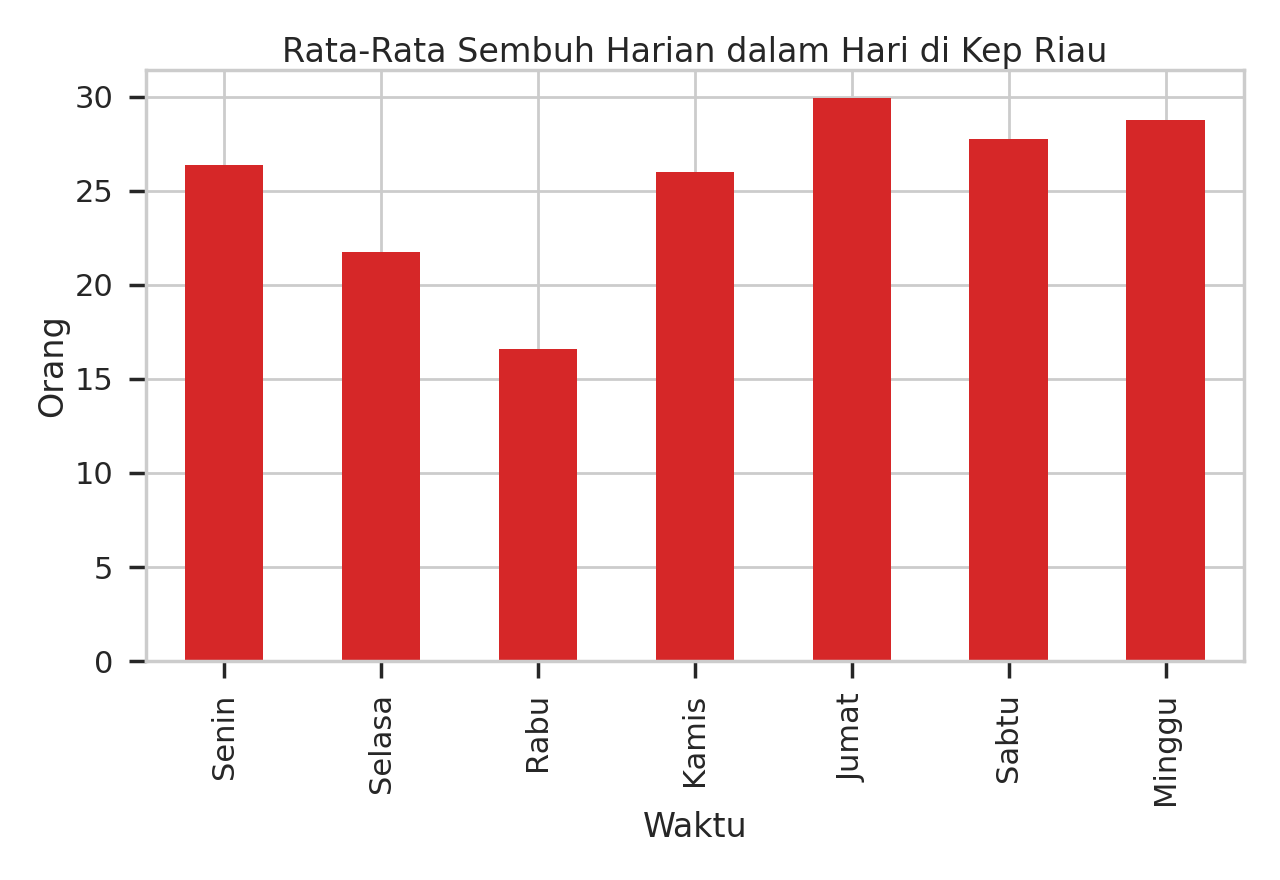 Rata-Rata Sembuh Harian dalam Hari di Kep Riau
30
25
20
15
10
5
0
Orang
Senin
Selasa
Rabu
Kamis
Jumat
Sabtu
Minggu
Waktu